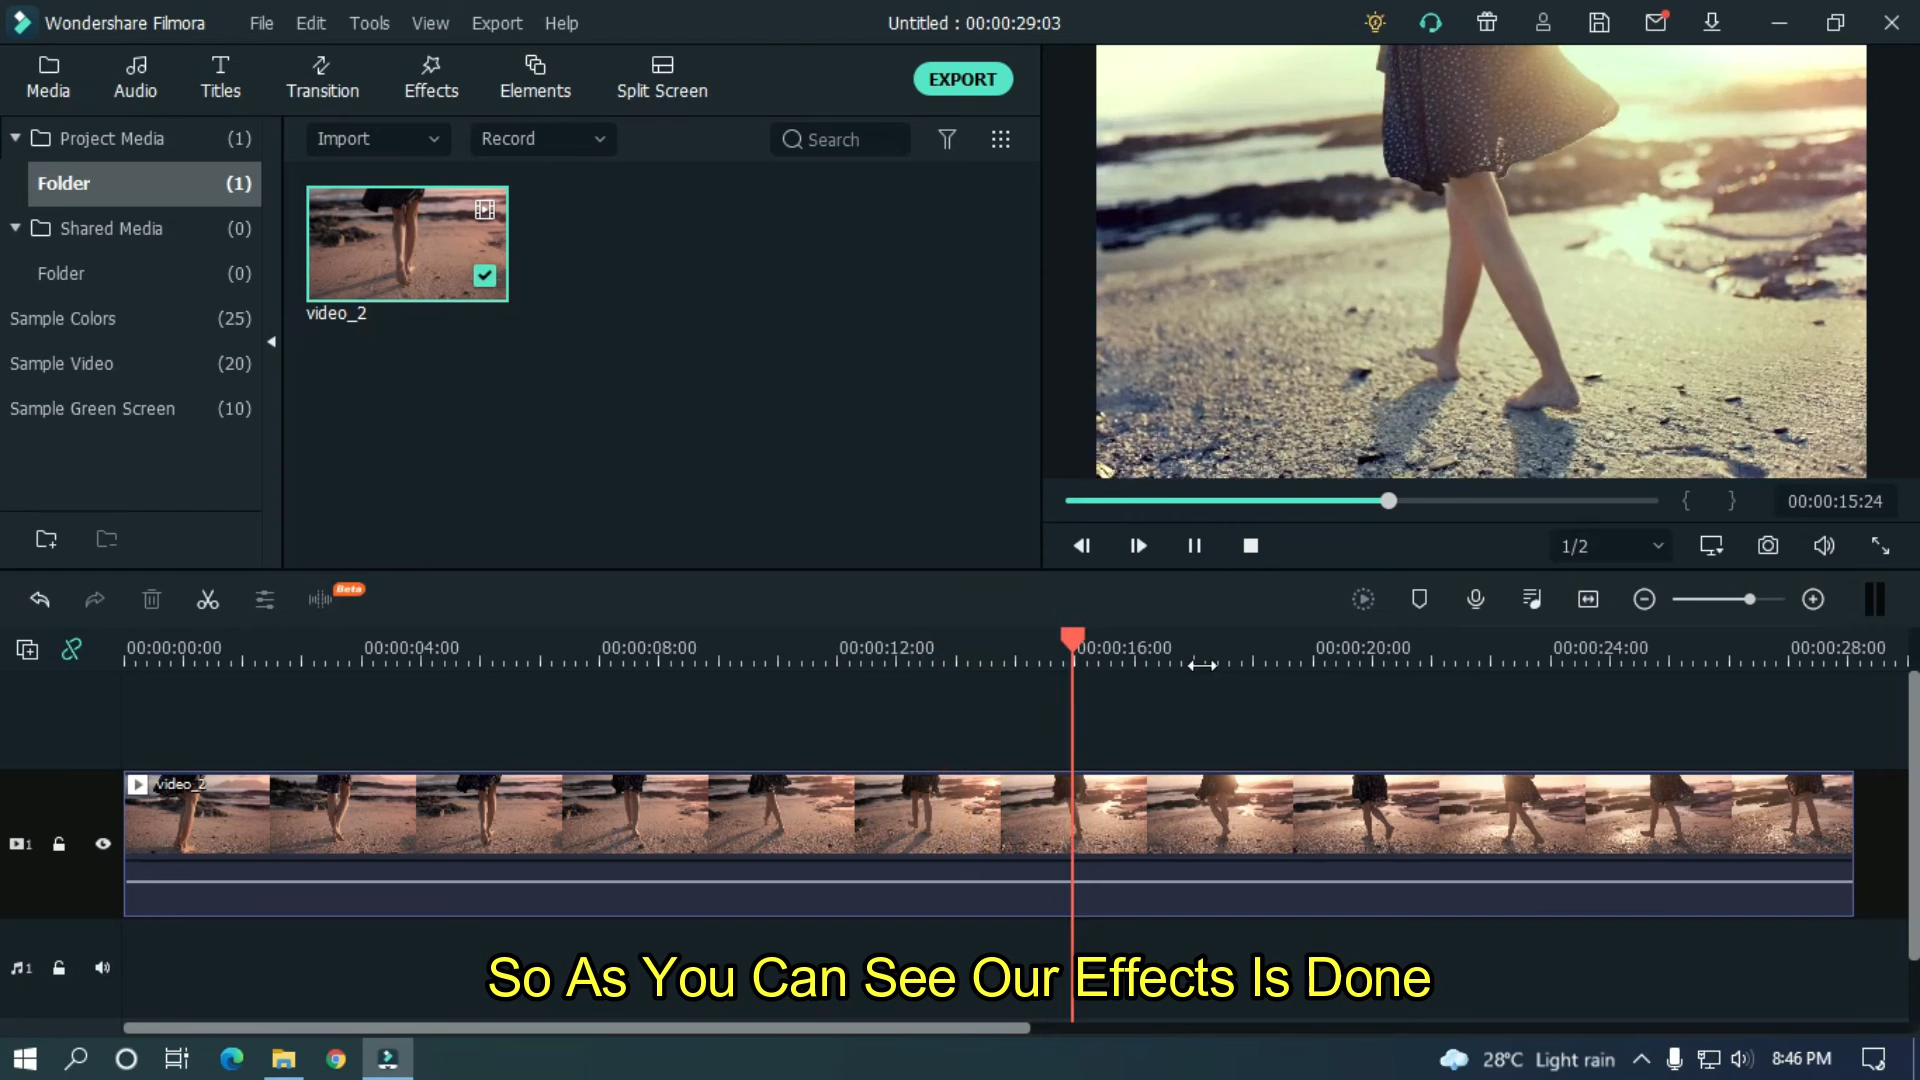 Wondershare Filmora File Edit Tools View Export Help Untitled : 00:00:29:03
Media Audio Titles Transition Effects Elements Split Screen EXPORT
Project Media (1) Import Record Search
Folder (1)
Shared Media (0)
Folder (0)
video_2
Sample Colors (25)
Sample Video (20)
Sample Green Screen (10)
{ } 00:00:15:24
1/2
Beta
00:00:00:00 00:00:04:00 00:00:08:00 00:00:12:00 00:00:16:00 00:00:20:00 00:00:24:00 00:00:28:00
video_2
1
1
So As You Can See Our Effects Is Done
28°C Light rain 8:46 PM